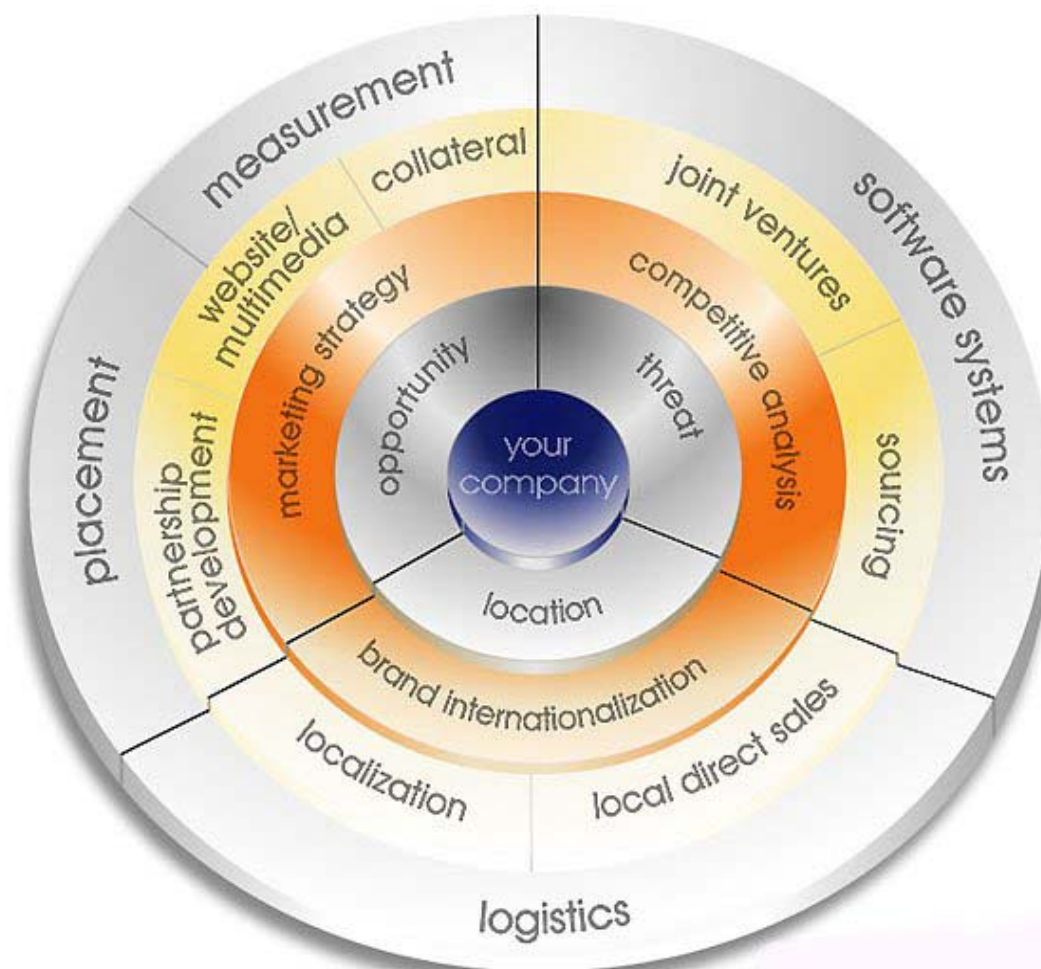 measurement
software systems
placement
logistics
collateral
joint ventures
website/
multimedia
sourcing
partnership
development
localization
local direct sales
marketing strategy
competitive analysis
brand internationalization
opportunity
threat
location
your
company